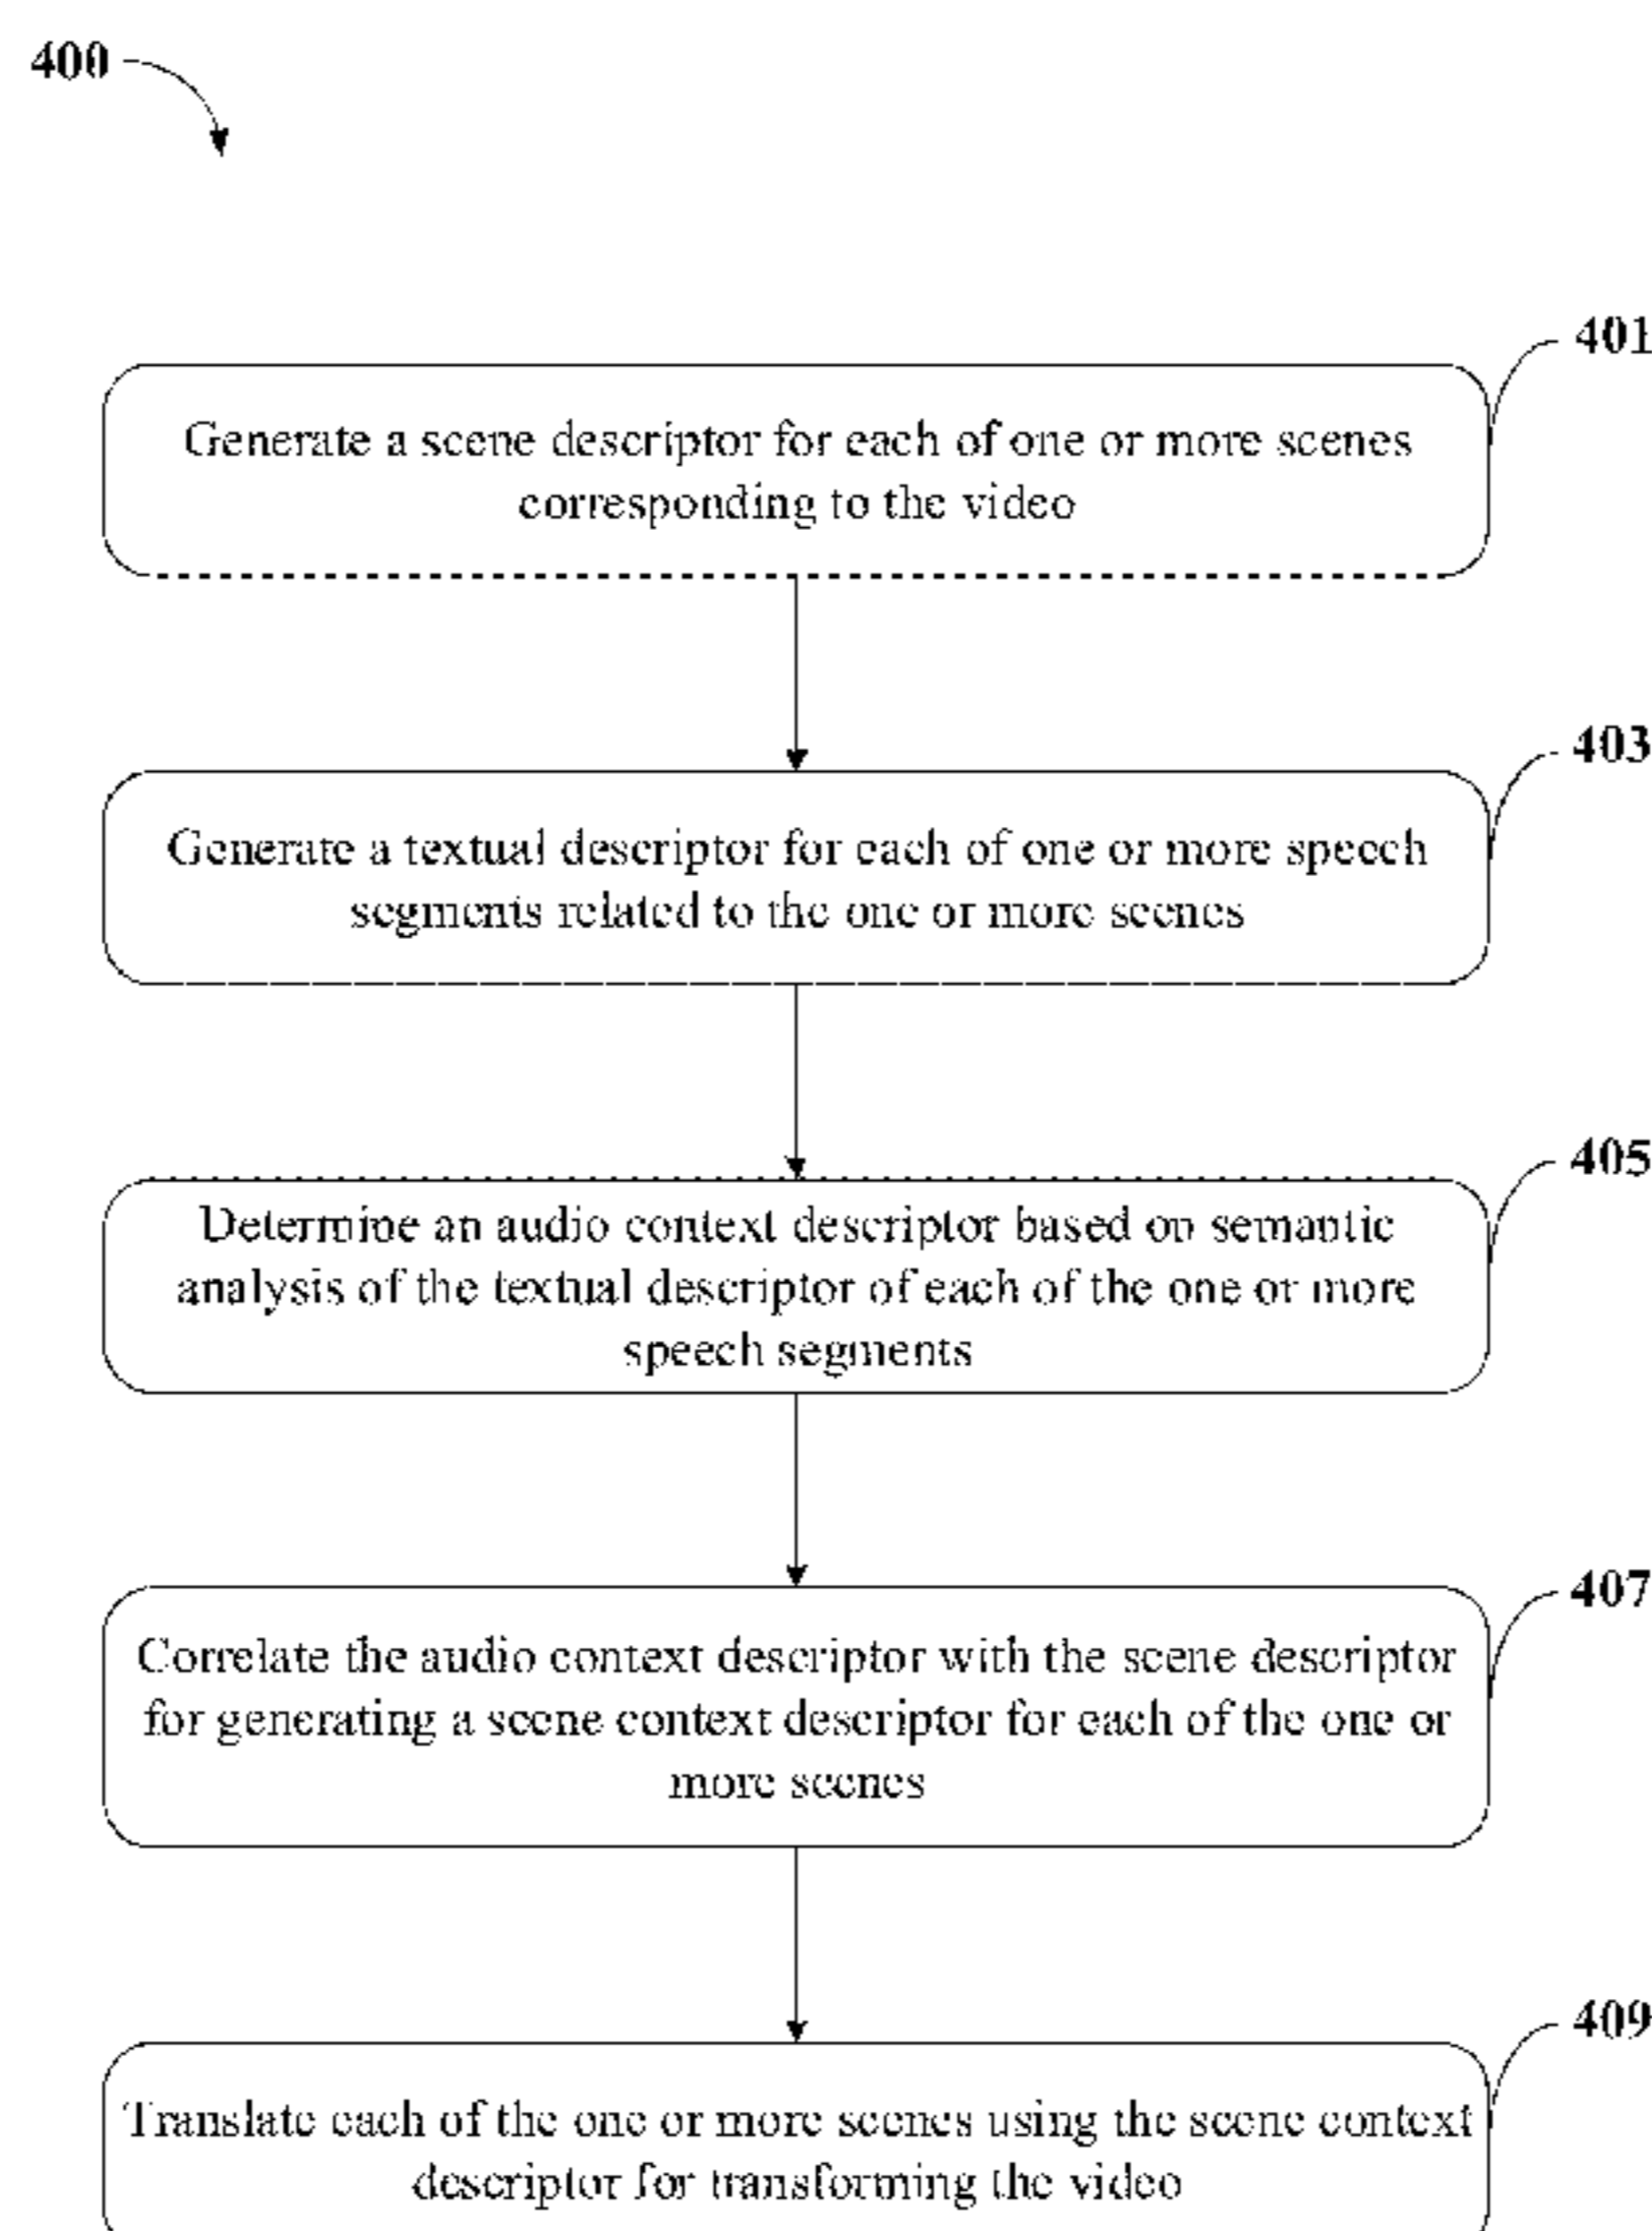 400
401
Generate a scene descriptor for each of one or more scenes
corresponding to the video
403
Generate a textual descriptor for each of one or more speech
segments related to the one or more scenes
405
Determine an audio context descriptor based on semantic
analysis of the textual descriptor of each of the one or more
speech segments
407
Correlate the audio context descriptor with the scene descriptor
for generating a scene context descriptor for each of the one or
more scenes
409
Translate each of the one or more scenes using the scene context
descriptor for transforming the video